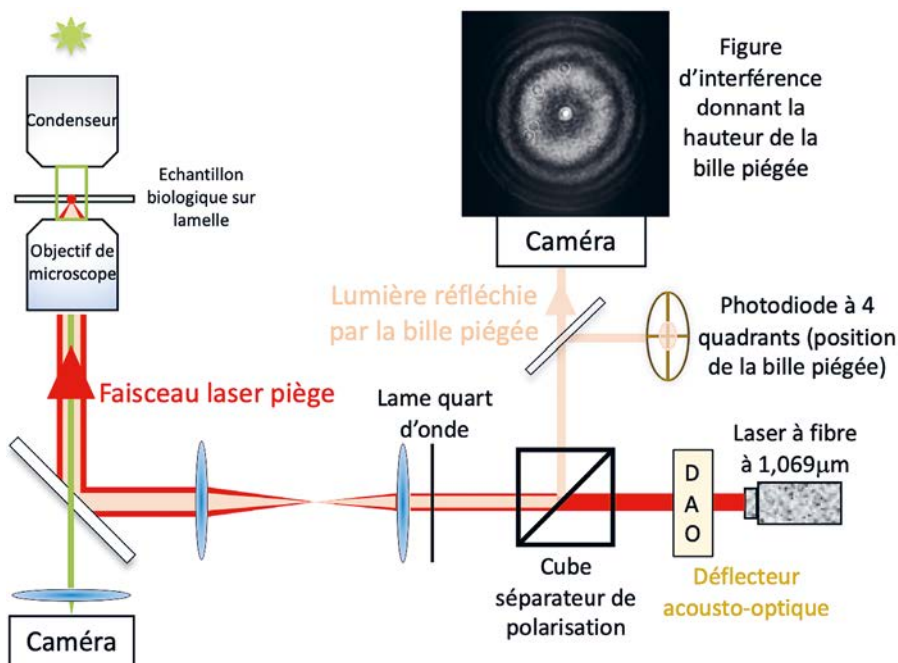 Condenseur
Echantillon
biologique sur
lamelle
Objectif de
microscope
Figure
d'interférence
donnant la
hauteur de la
bille piégée
Caméra
Lumière réfléchie
par la bille piégée
Photodiode à 4
quadrants (position
de la bille piégée)
Faisceau laser piège
Lame quart
d'onde
Laser à fibre
à 1,069µm
D
A
O
Cube
séparateur de
polarisation
Déflecteur
acousto-optique
Caméra